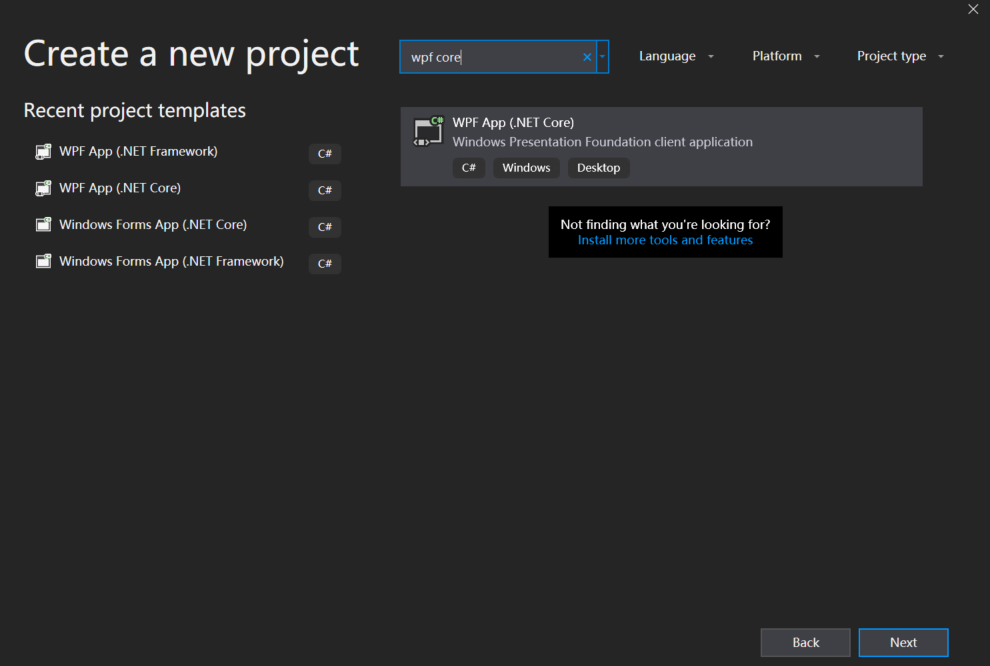 Create a new project
wpf core
Language
Platform
Project type
Recent project templates
WPF App (.NET Framework)
C#
WPF App (.NET Core)
C#
Windows Forms App (.NET Core)
C#
Windows Forms App (.NET Framework)
C#
C#
WPF App (.NET Core)
Windows Presentation Foundation client application
C# Windows Desktop
Not finding what you're looking for?
Install more tools and features
Back
Next